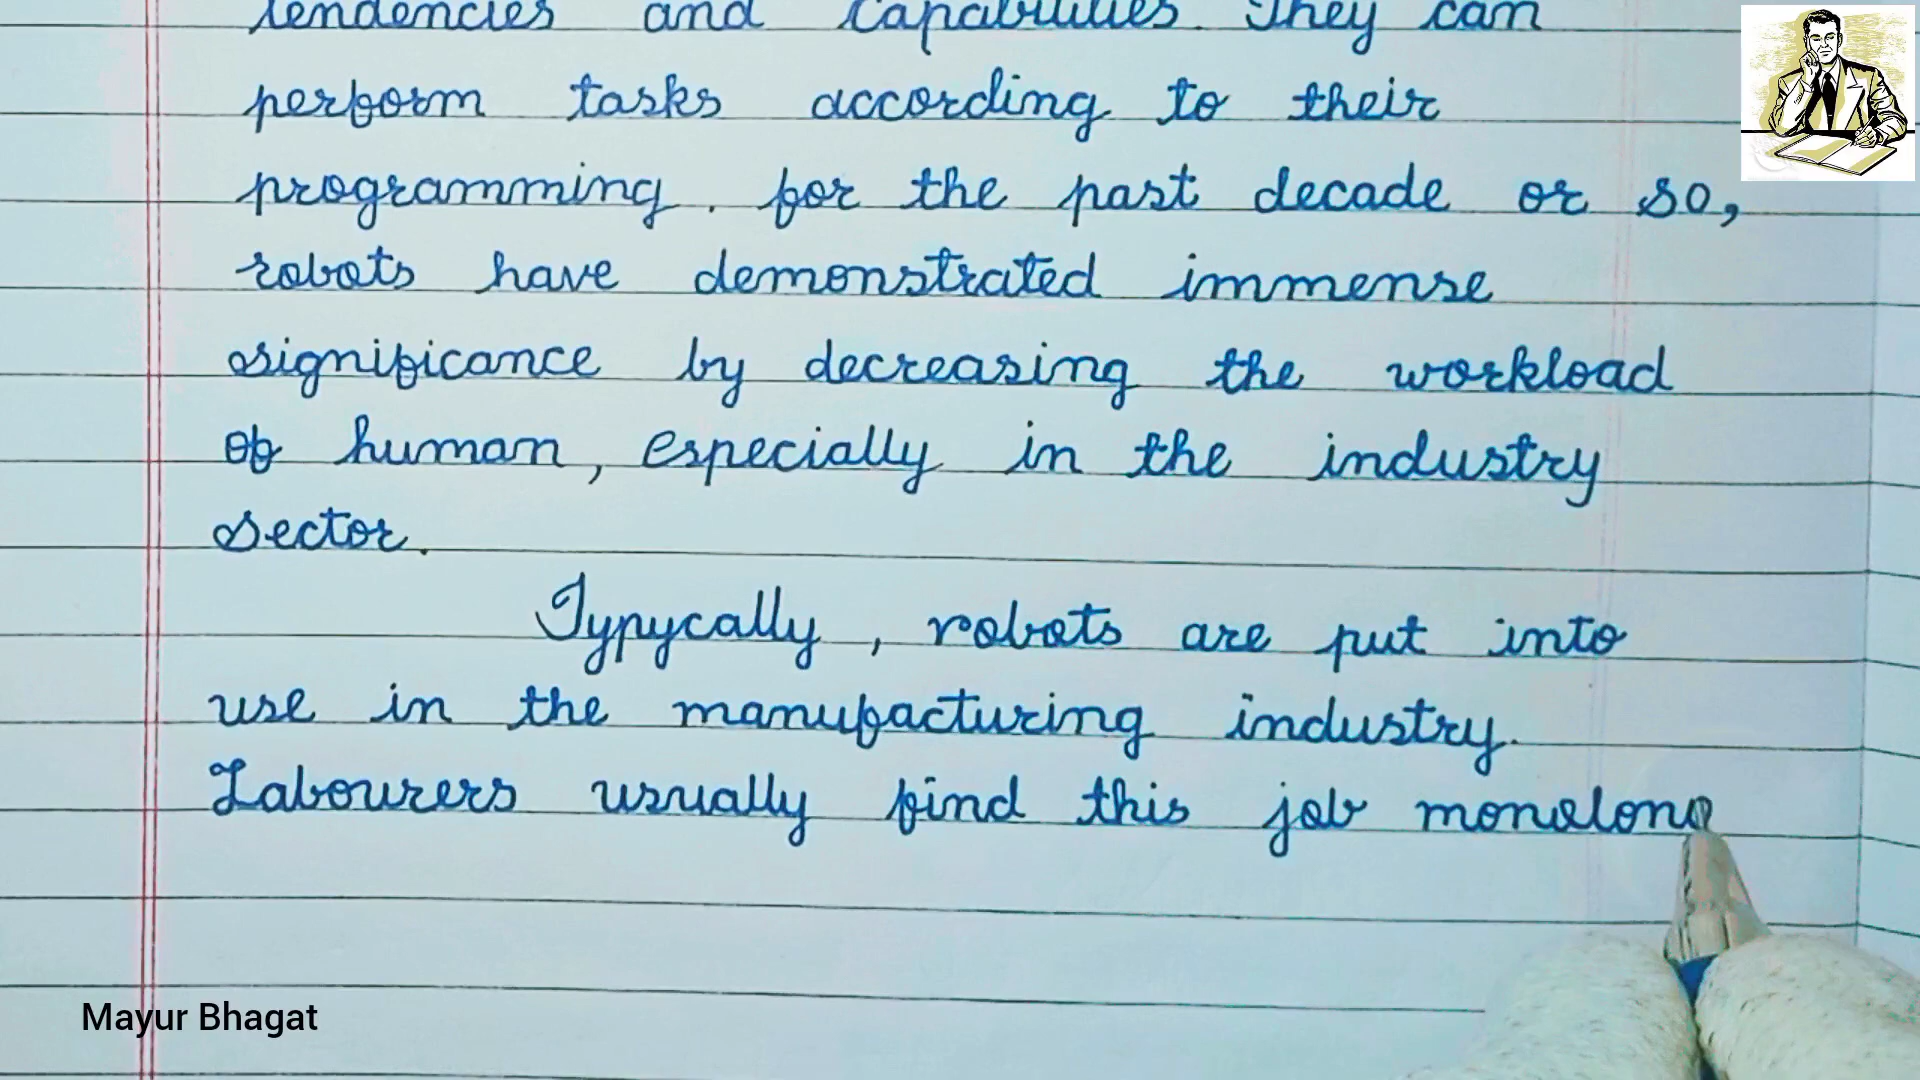 tendencies and capabilities. They can
perform tasks according to their
programming. for the past decade or so,
robots have demonstrated immense
significance by decreasing the workload
of human, especially in the industry
sector.
Typycally, robots are put into
use in the manufacturing industry.
Labourers usually find this job
Mayur Bhagat